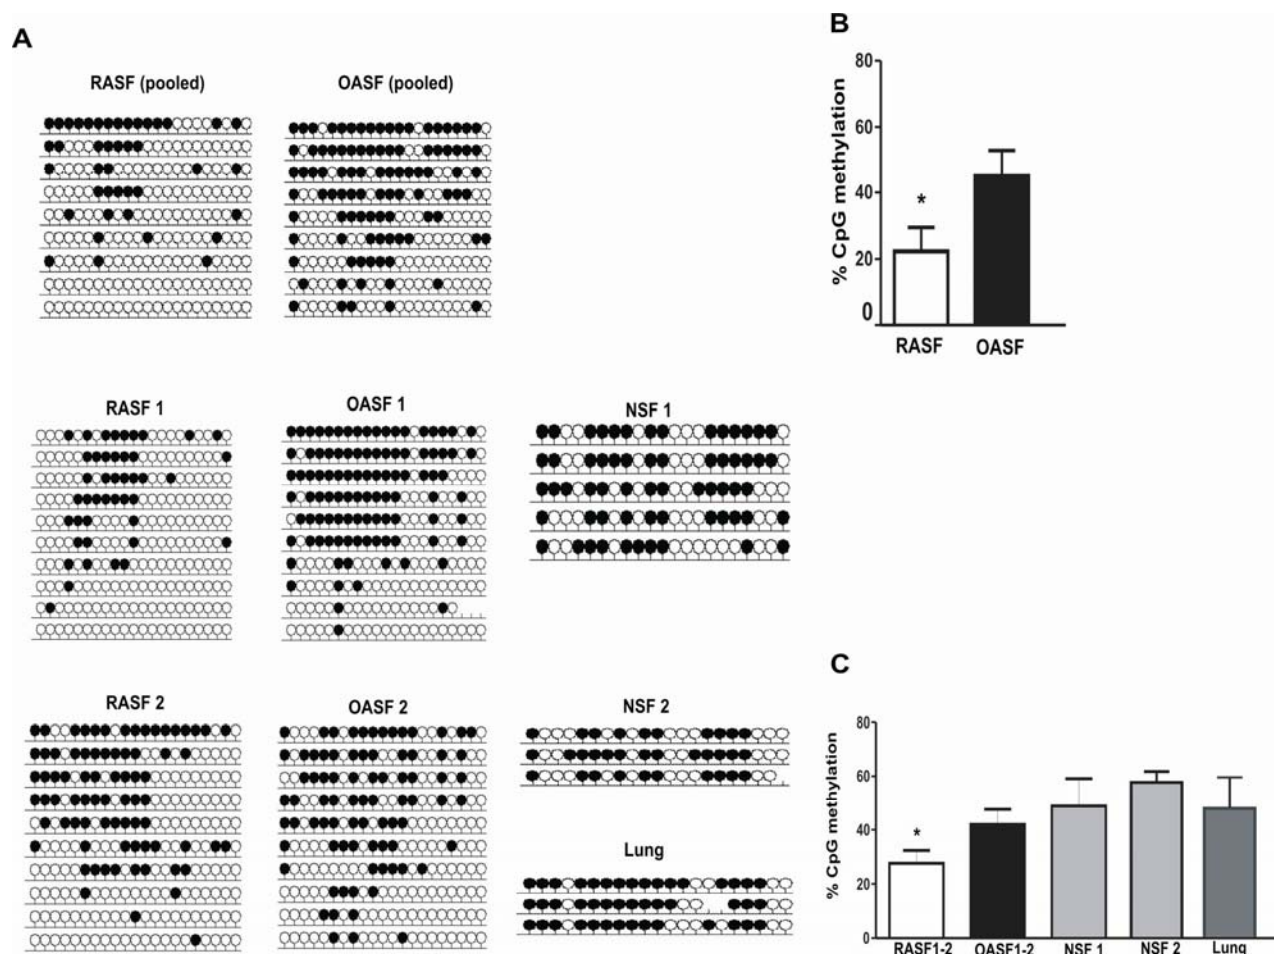 A
RASF (pooled)
OASF (pooled)
RASF 1
OASF 1
NSF 1
RASF 2
OASF 2
NSF 2
Lung
B
% CpG methylation
80
60
40
20
0
*
RASF
OASF
C
% CpG methylation
80
60
40
20
0
*
RASF1-2
OASF1-2
NSF 1
NSF 2
Lung